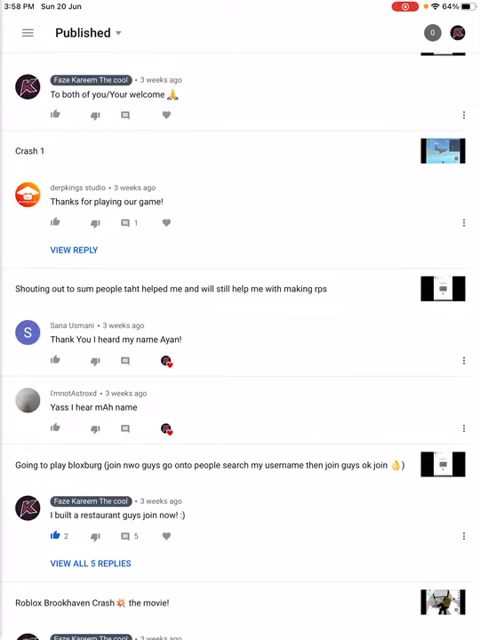 3:58 PM Sun 20 Jun 64%
Published 0
Faze Kareem The cool • 3 weeks ago
To both of you/Your welcome 🙏
Crash 1
derpkings studio • 3 weeks ago
Thanks for playing our game!
1
VIEW REPLY
Shouting out to sum people taht helped me and will still help me with making rps
S
Sana Usmani • 3 weeks ago
Thank You I heard my name Ayan!
I'mnotAstroxd • 3 weeks ago
Yass I hear mAh name
Going to play bloxburg (join nwo guys go onto people search my username then join guys ok join 👌)
Faze Kareem The cool • 3 weeks ago
I built a restaurant guys join now! :)
2 5
VIEW ALL 5 REPLIES
Roblox Brookhaven Crash 💥 the movie!
Faze Kareem The cool • 3 weeks ago